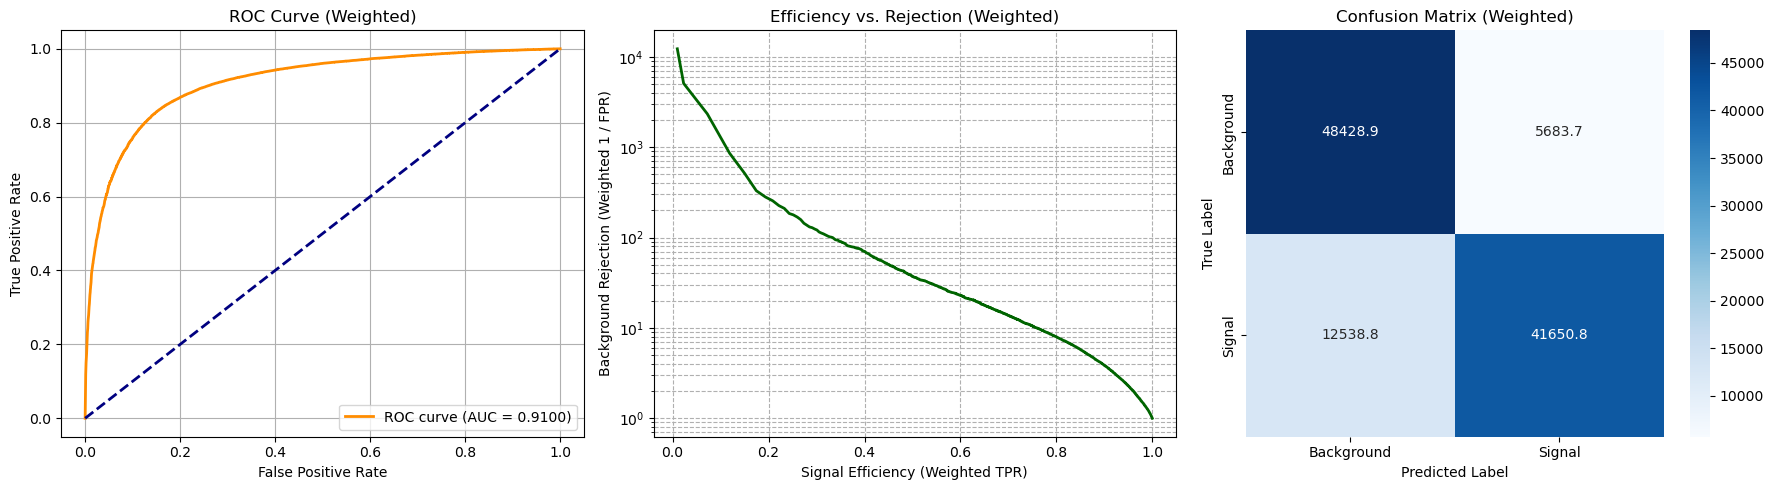 ROC Curve (Weighted)
True Positive Rate
1.0
0.8
0.6
0.4
0.2
0.0
0.0 0.2 0.4 0.6 0.8 1.0
False Positive Rate
ROC curve (AUC = 0.9100)
Efficiency vs. Rejection (Weighted)
Background Rejection (Weighted 1 / FPR)
10^4
10^3
10^2
10^1
10^0
0.0 0.2 0.4 0.6 0.8 1.0
Signal Efficiency (Weighted TPR)
Confusion Matrix (Weighted)
True Label
Background
Signal
48428.9 5683.7
12538.8 41650.8
Background Signal
Predicted Label
45000
40000
35000
30000
25000
20000
15000
10000